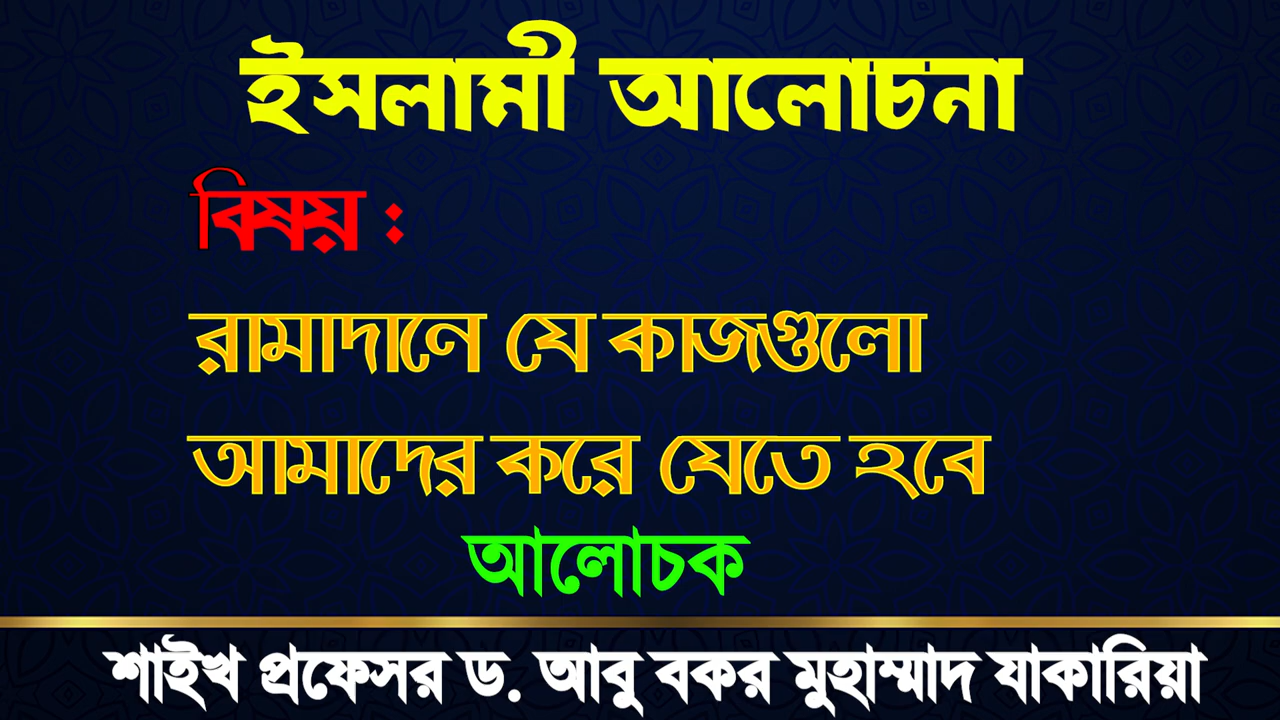 ইসলামী আলোচনা
বিষয় :
রামাদানে যে কাজগুলো
আমাদের করে যেতে হবে
আলোচক
শাইখ প্রফেসর ড. আবু বকর মুহাম্মাদ যাকারিয়া